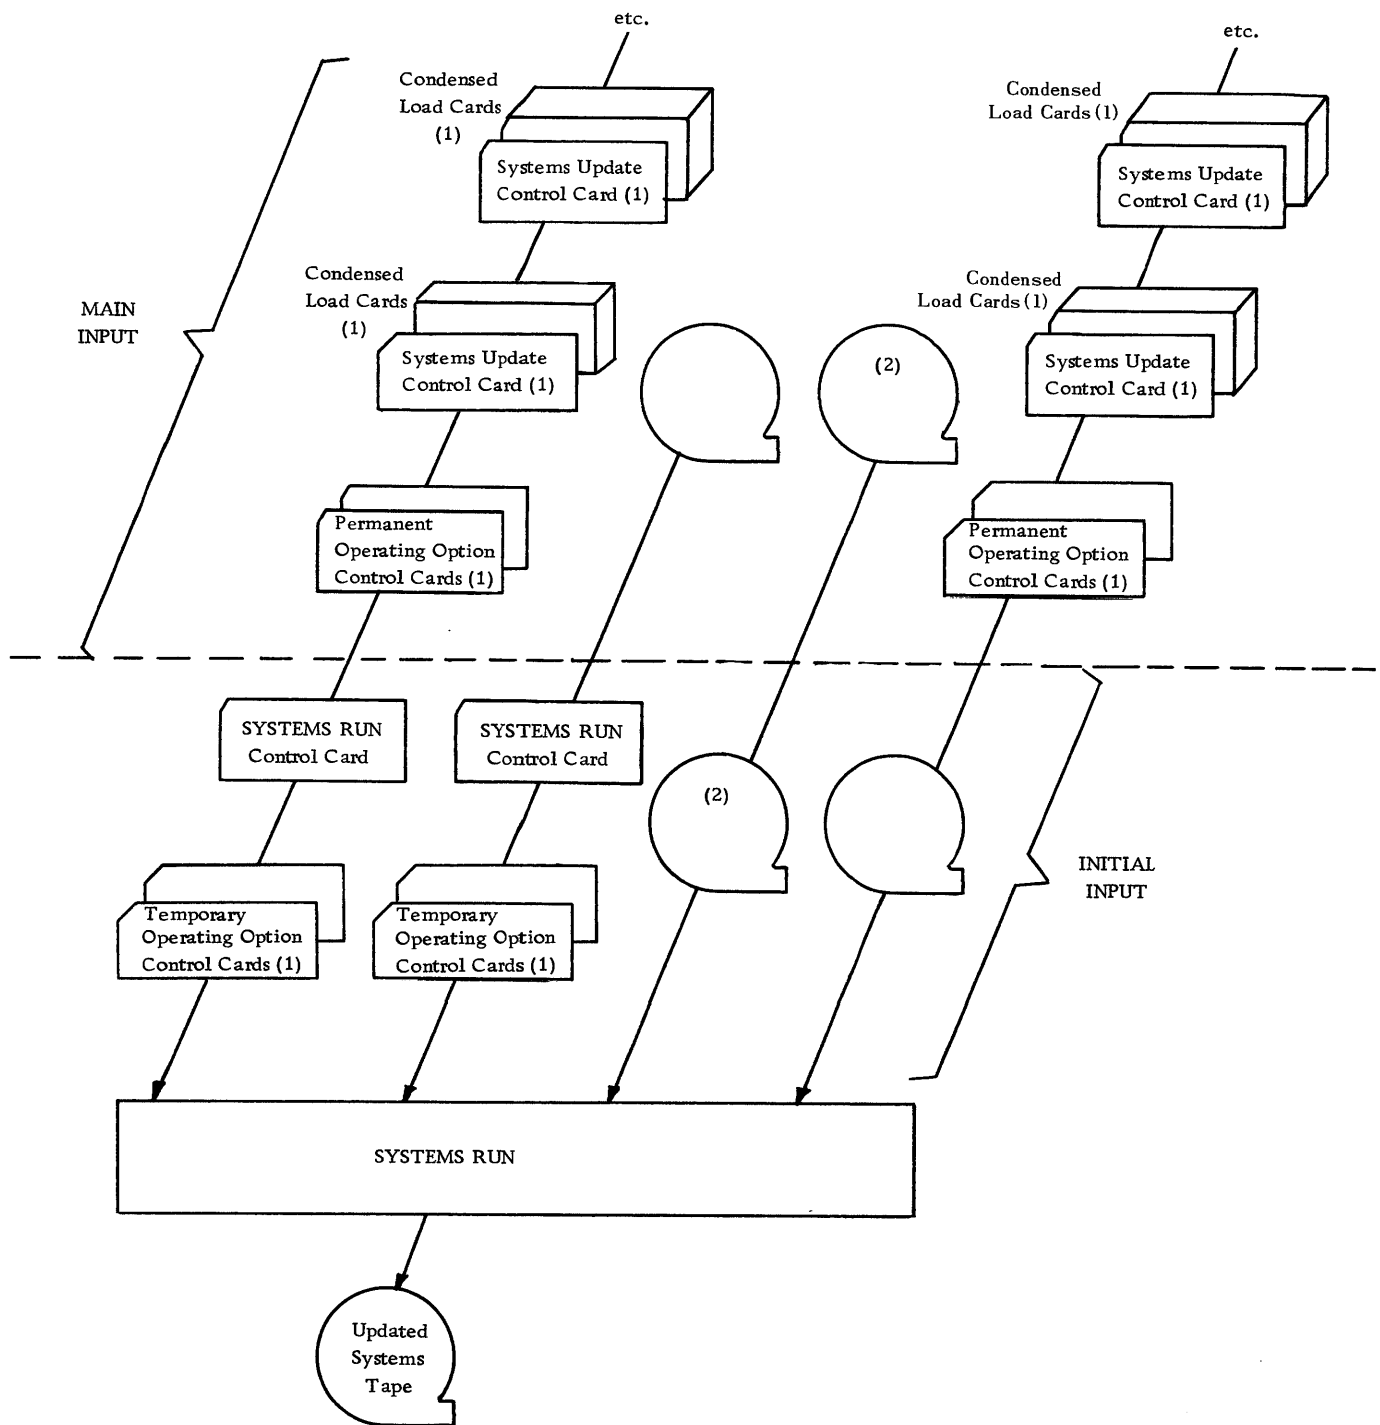 etc.
etc.
Condensed
Load Cards
(1)
Systems Update
Control Card (1)
Condensed
Load Cards (1)
Systems Update
Control Card (1)
Condensed
Load Cards
(1)
Systems Update
Control Card (1)
Condensed
Load Cards (1)
Systems Update
Control Card (1)
MAIN
INPUT
(2)
Permanent
Operating Option
Control Cards (1)
Permanent
Operating Option
Control Cards (1)
SYSTEMS RUN
Control Card
SYSTEMS RUN
Control Card
(2)
INITIAL
INPUT
Temporary
Operating Option
Control Cards (1)
Temporary
Operating Option
Control Cards (1)
SYSTEMS RUN
Updated
Systems
Tape